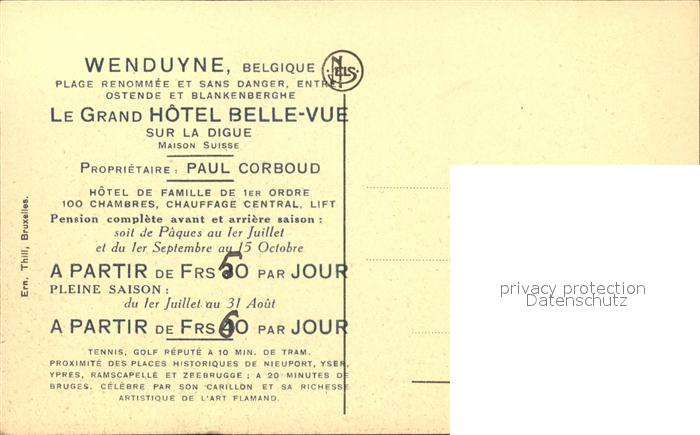 WENDUYNE, BELGIQUE
NELS
PLAGE RENOMMÉE ET SANS DANGER, ENTRE
OSTENDE ET BLANKENBERGHE
LE GRAND HÔTEL BELLE-VUE
SUR LA DIGUE
MAISON SUISSE
PROPRIÉTAIRE : PAUL CORBOUD
HÔTEL DE FAMILLE DE 1ER ORDRE
100 CHAMBRES, CHAUFFAGE CENTRAL, LIFT
Pension complète avant et arrière saison :
soit de Pâques au 1er Juillet
et du 1er Septembre au 15 Octobre
A PARTIR DE FRS 50 PAR JOUR
PLEINE SAISON :
du 1er Juillet au 31 Août
A PARTIR DE FRS 60 PAR JOUR
TENNIS, GOLF RÉPUTÉ A 10 MIN. DE TRAM.
PROXIMITÉ DES PLACES HISTORIQUES DE NIEUPORT, YSER,
YPRES, RAMSCAPELLE ET ZEEBRUGGE ; A 20 MINUTES DE
BRUGES. CÉLÈBRE PAR SON CARILLON ET SA RICHESSE
ARTISTIQUE DE L'ART FLAMAND.
Ern. Thill, Bruxelles.
privacy protection
Datenschutz